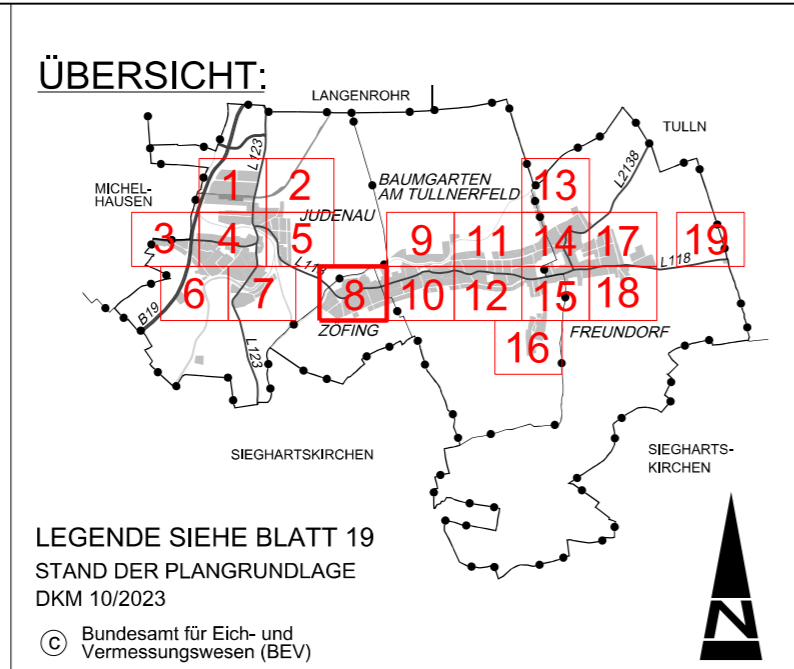 ÜBERSICHT:
LANGENROHR
TULLN
L123
L2138
MICHEL-
HAUSEN
BAUMGARTEN
AM TULLNERFELD
JUDENAU
1
2
13
3
4
5
9
11
14
17
19
L118
B19
6
7
8
10
12
15
18
L118
L123
ZÖFING
16
FREUNDORF
SIEGHARTSKIRCHEN
SIEGHARTS-
KIRCHEN
LEGENDE SIEHE BLATT 19
STAND DER PLANGRUNDLAGE
DKM 10/2023
© Bundesamt für Eich- und
Vermessungswesen (BEV)
N